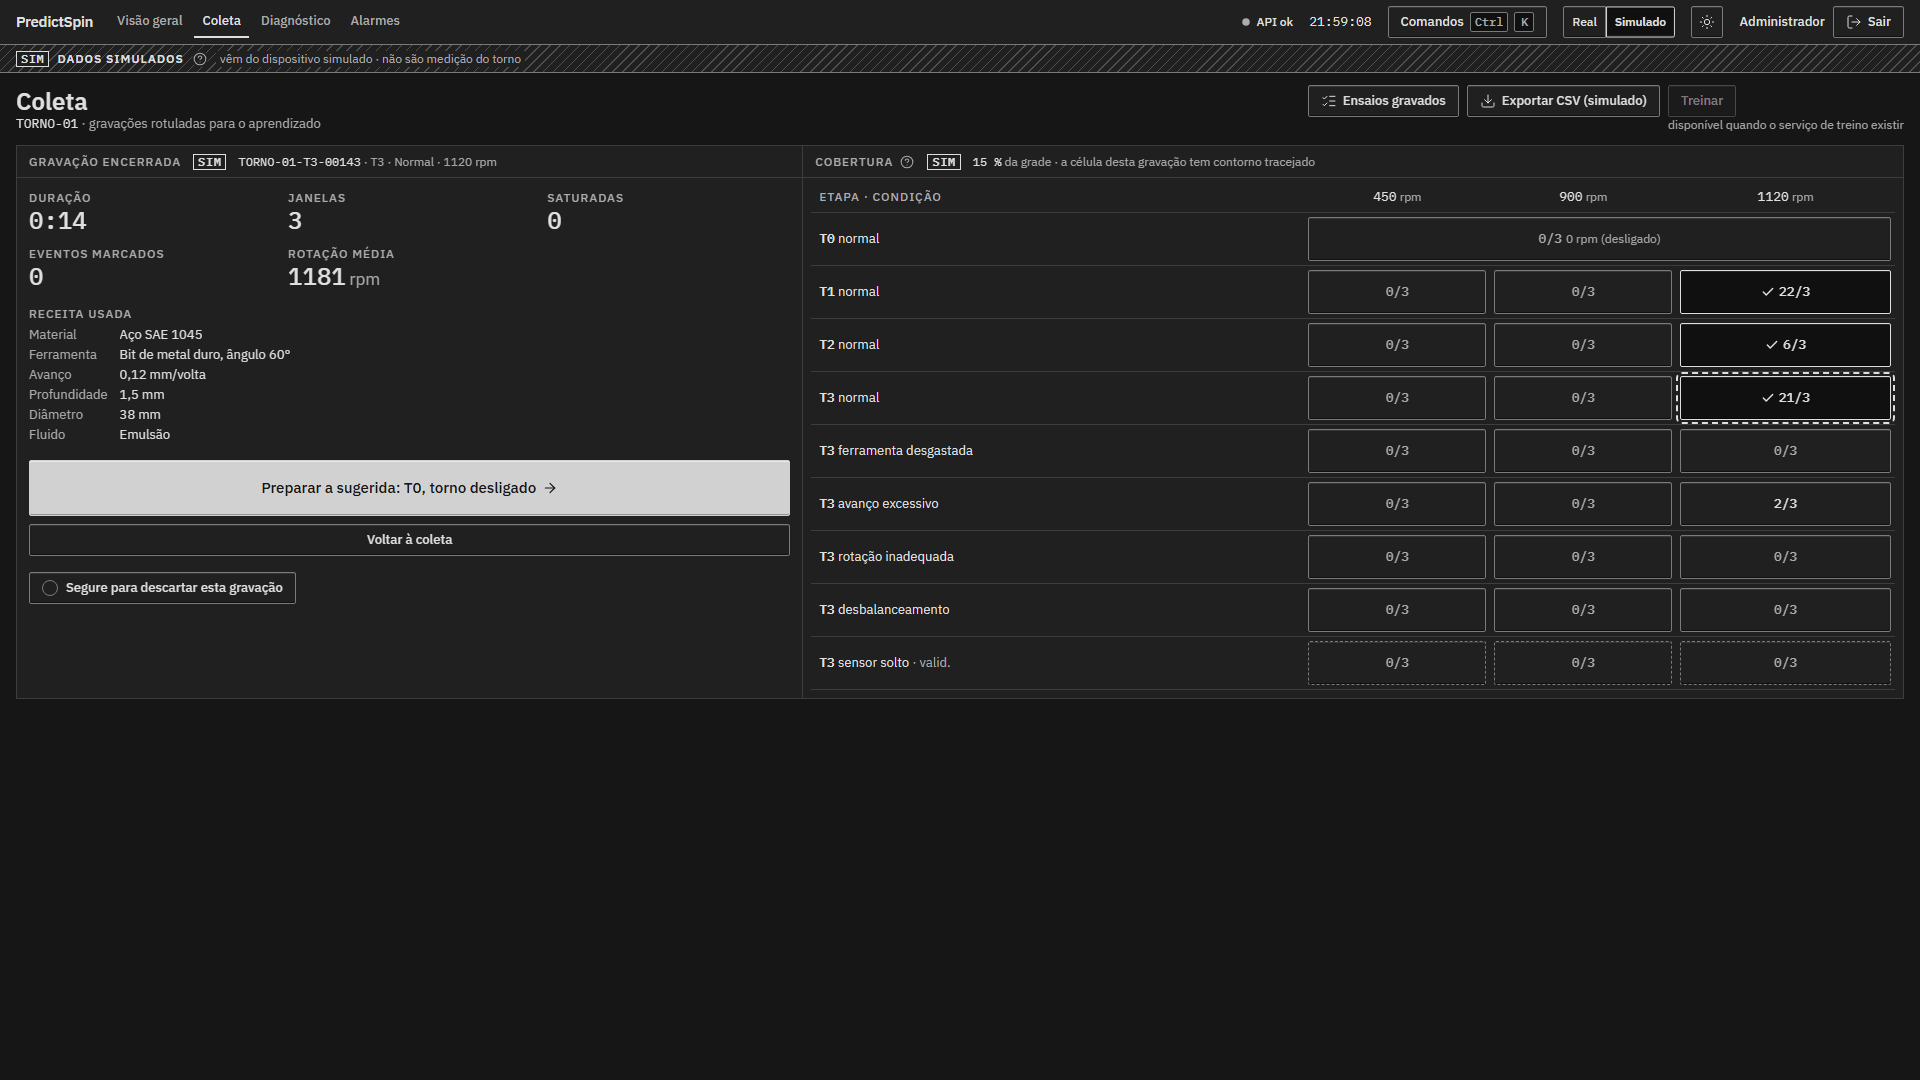 PredictSpin Visão geral Coleta Diagnóstico Alarmes API ok 21:59:08 Comandos Ctrl K Real Simulado Administrador Sair
SIM DADOS SIMULADOS ? vêm do dispositivo simulado · não são medição do torno
Coleta
TORNO-01 · gravações rotuladas para o aprendizado
Ensaios gravados Exportar CSV (simulado) Treinar
disponível quando o serviço de treino existir
GRAVAÇÃO ENCERRADA SIM TORNO-01-T3-00143 · T3 · Normal · 1120 rpm
DURAÇÃO JANELAS SATURADAS
0:14 3 0
EVENTOS MARCADOS ROTAÇÃO MÉDIA
0 1181 rpm
RECEITA USADA
Material Aço SAE 1045
Ferramenta Bit de metal duro, ângulo 60°
Avanço 0,12 mm/volta
Profundidade 1,5 mm
Diâmetro 38 mm
Fluido Emulsão
Preparar a sugerida: T0, torno desligado →
Voltar à coleta
Segure para descartar esta gravação
COBERTURA ? SIM 15 % da grade · a célula desta gravação tem contorno tracejado
ETAPA · CONDIÇÃO 450 rpm 900 rpm 1120 rpm
T0 normal 0/3 0 rpm (desligado)
T1 normal 0/3 0/3 ✓ 22/3
T2 normal 0/3 0/3 ✓ 6/3
T3 normal 0/3 0/3 ✓ 21/3
T3 ferramenta desgastada 0/3 0/3 0/3
T3 avanço excessivo 0/3 0/3 2/3
T3 rotação inadequada 0/3 0/3 0/3
T3 desbalanceamento 0/3 0/3 0/3
T3 sensor solto · valid. 0/3 0/3 0/3